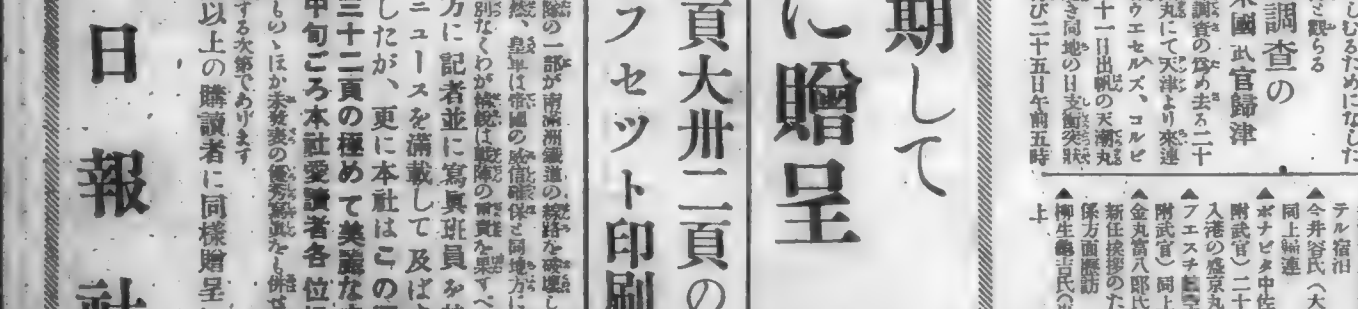 しむるためになした
と観らる
調査の
米國武官歸津
調査の爲め去る二十
丸にて天津より來連
ウエセルズ、コルビ
十一日出帆の天潮丸
き同地の日支衝突狀
び二十五日午前五時
テル宿泊
▲今井谷氏（大
同上歸連
▲ボナビタ中佐
附武官）二十
入港の盛京丸
▲フエスチ
附武官）同上
▲金丸富八郎氏
新任挨拶のた
係方面歷訪
▲柳生龜吉氏（
上
期して
に贈呈
頁大卅二頁の
フセット印刷
隊の一部が南滿洲鐵道の線路を破壞し
然、皇軍は帝國の威信確保と同地方に
別なくわが
方に記者並に寫眞班員を
ニュースを滿載して及ばず
したが、更に本社はこの
三十二頁の極めて美麗な
中旬ごろ本社愛讀者各位
ものゝほか未發表の優秀寫眞をも併せ
する次第であります
以上の購讀者に同樣贈呈
日報社